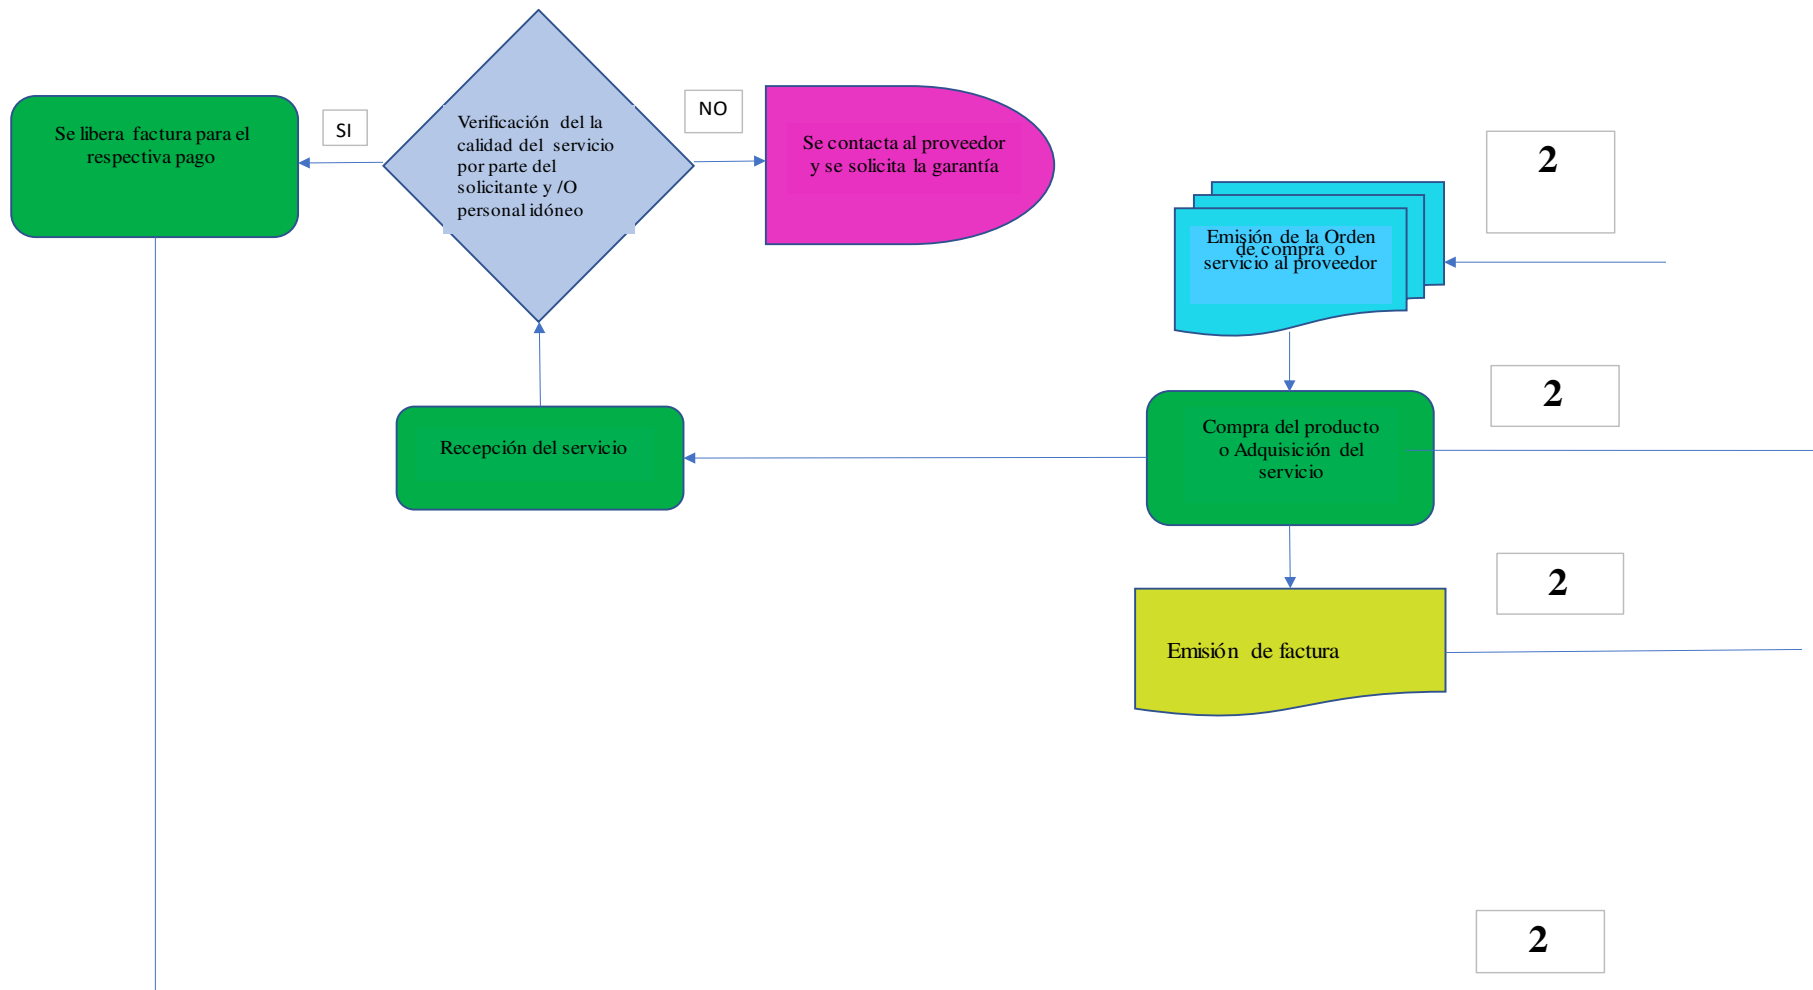 Se libera factura para el
respectiva pago
SI
Verificación del la
calidad del servicio
por parte del
solicitante y /O
personal idóneo
NO
Se contacta al proveedor
y se solicita la garantía
2
Emisión de la Orden
de compra o
servicio al proveedor
2
Recepción del servicio
Compra del producto
o Adquisición del
servicio
2
Emisión de factura
2